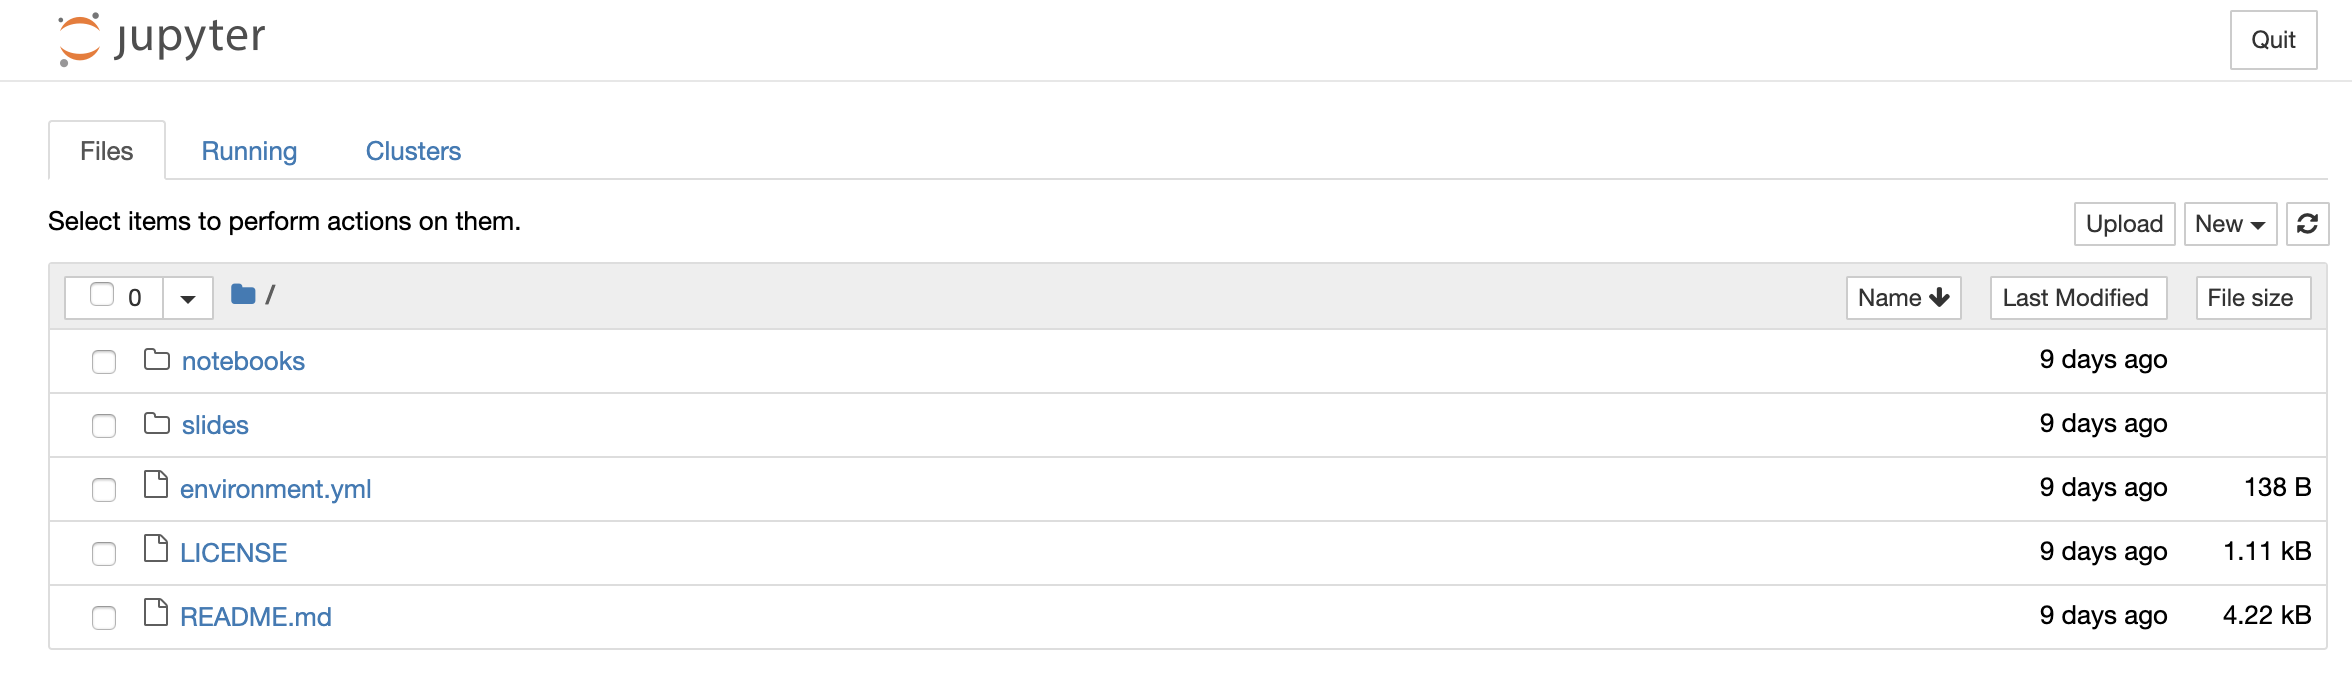 jupyter Quit
Files Running Clusters
Select items to perform actions on them. Upload New
0 / Name Last Modified File size
notebooks 9 days ago
slides 9 days ago
environment.yml 9 days ago 138 B
LICENSE 9 days ago 1.11 kB
README.md 9 days ago 4.22 kB